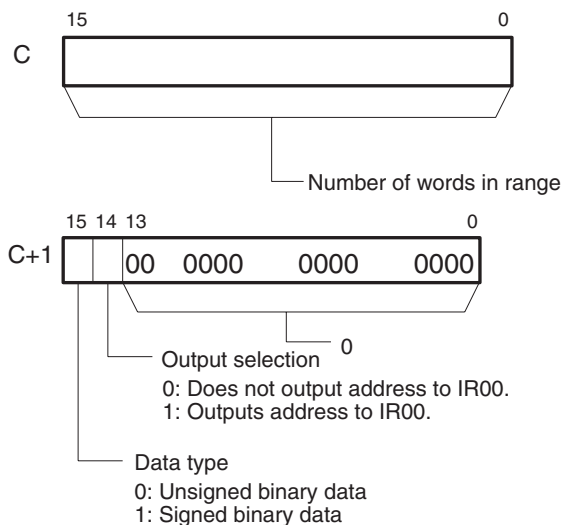 15 0
C
Number of words in range
15 14 13 0
C+1 00 0000 0000 0000
0
Output selection
0: Does not output address to IR00.
1: Outputs address to IR00.
Data type
0: Unsigned binary data
1: Signed binary data